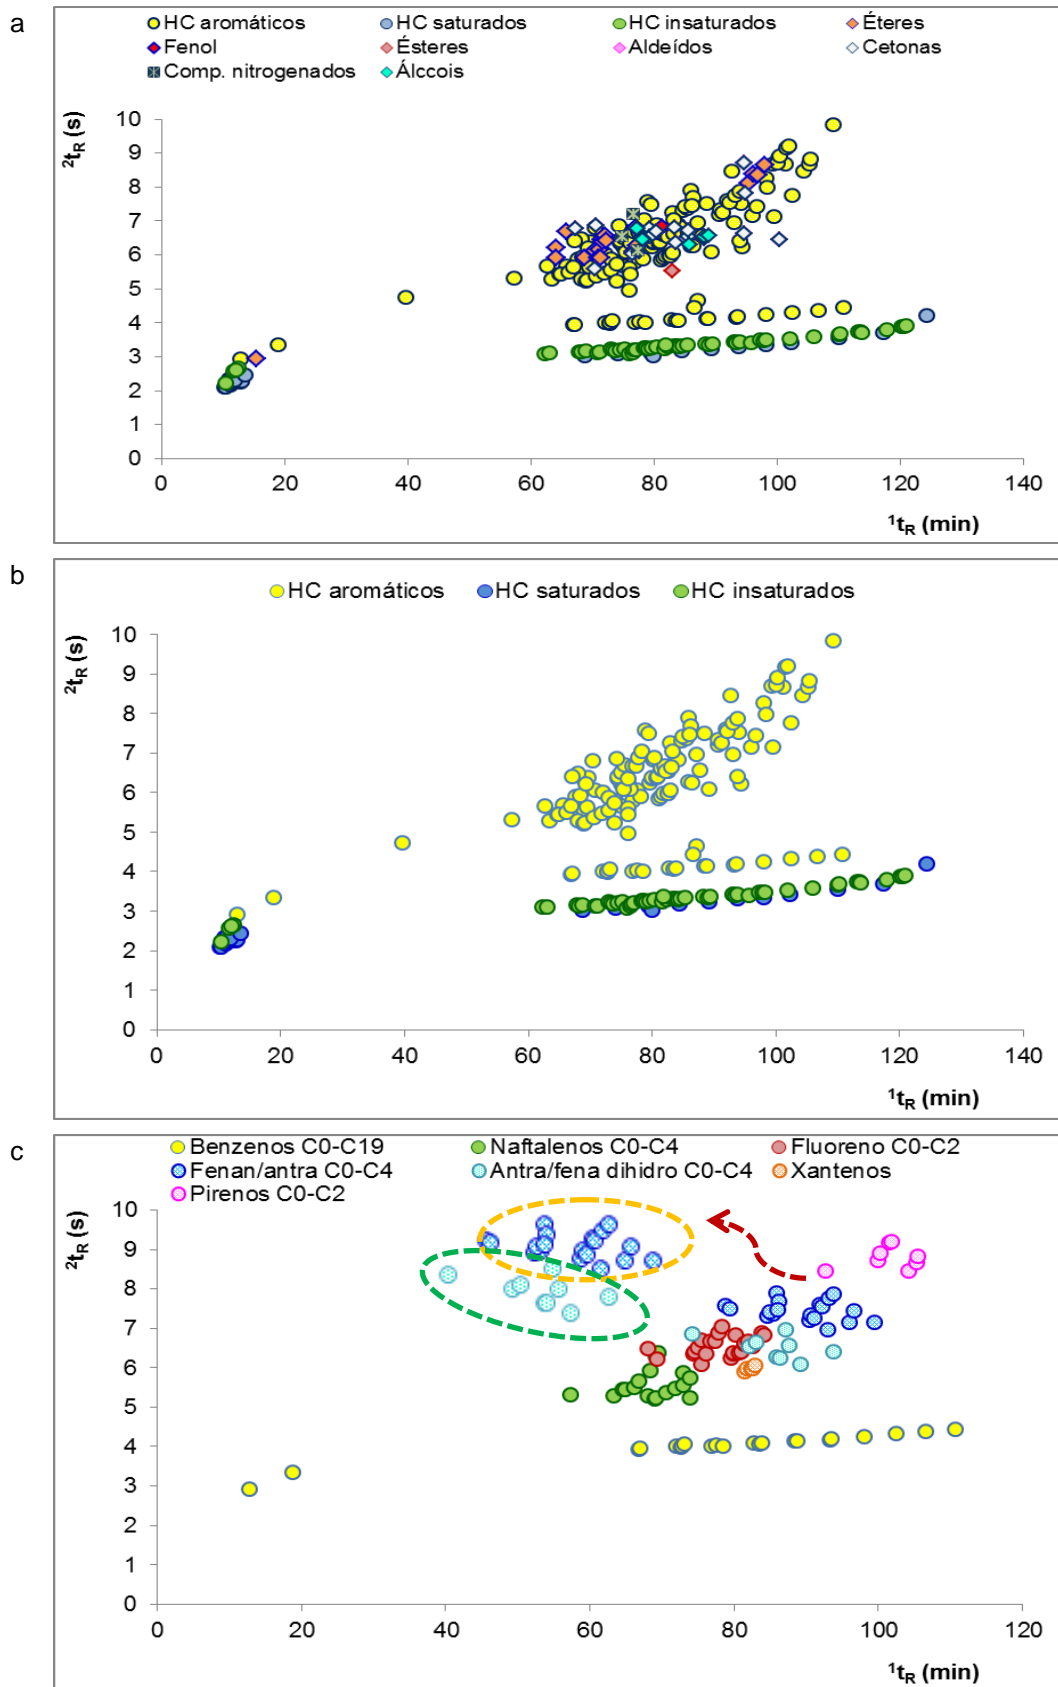 a
HC aromáticos HC saturados HC insaturados Éteres
Fenol Ésteres Aldeídos Cetonas
Comp. nitrogenados Álccois
²tR (s)
10
9
8
7
6
5
4
3
2
1
0
0 20 40 60 80 100 120 140
¹tR (min)
b
HC aromáticos HC saturados HC insaturados
²tR (s)
10
9
8
7
6
5
4
3
2
1
0
0 20 40 60 80 100 120 140
¹tR (min)
c
Benzenos C0-C19 Naftalenos C0-C4 Fluoreno C0-C2
Fenan/antra C0-C4 Antra/fena dihidro C0-C4 Xantenos
Pirenos C0-C2
²tR (s)
10
9
8
7
6
5
4
3
2
1
0
0 20 40 60 80 100 120
¹tR (min)